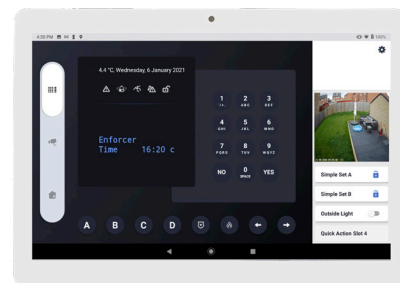 4:20 PM
100%
4.4 °C, Wednesday, 6 January 2021
Enforcer
Time 16:20 c
1
2
ABC
3
DEF
4
GHI
5
JKL
6
MNO
7
PQRS
8
TUV
9
WXYZ
NO
0
SPACE
YES
A
B
C
D
Simple Set A
Simple Set B
Outside Light
Quick Action Slot 4